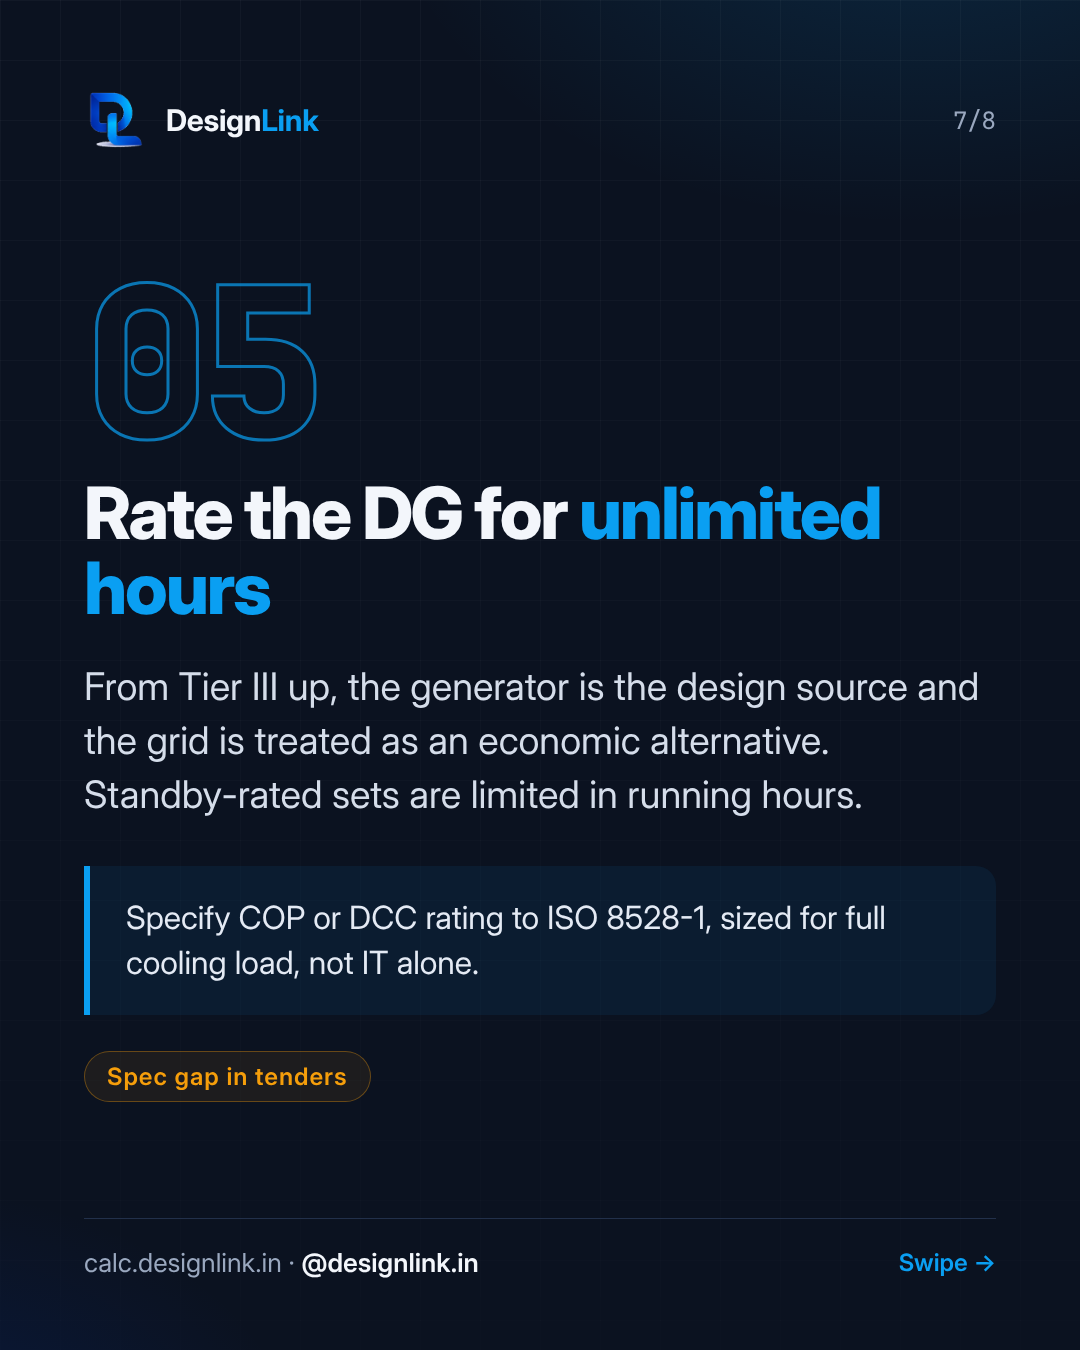 DesignLink
7/8
05
Rate the DG for unlimited
hours
From Tier III up, the generator is the design source and
the grid is treated as an economic alternative.
Standby-rated sets are limited in running hours.
Specify COP or DCC rating to ISO 8528-1, sized for full
cooling load, not IT alone.
Spec gap in tenders
calc.designlink.in · @designlink.in
Swipe →